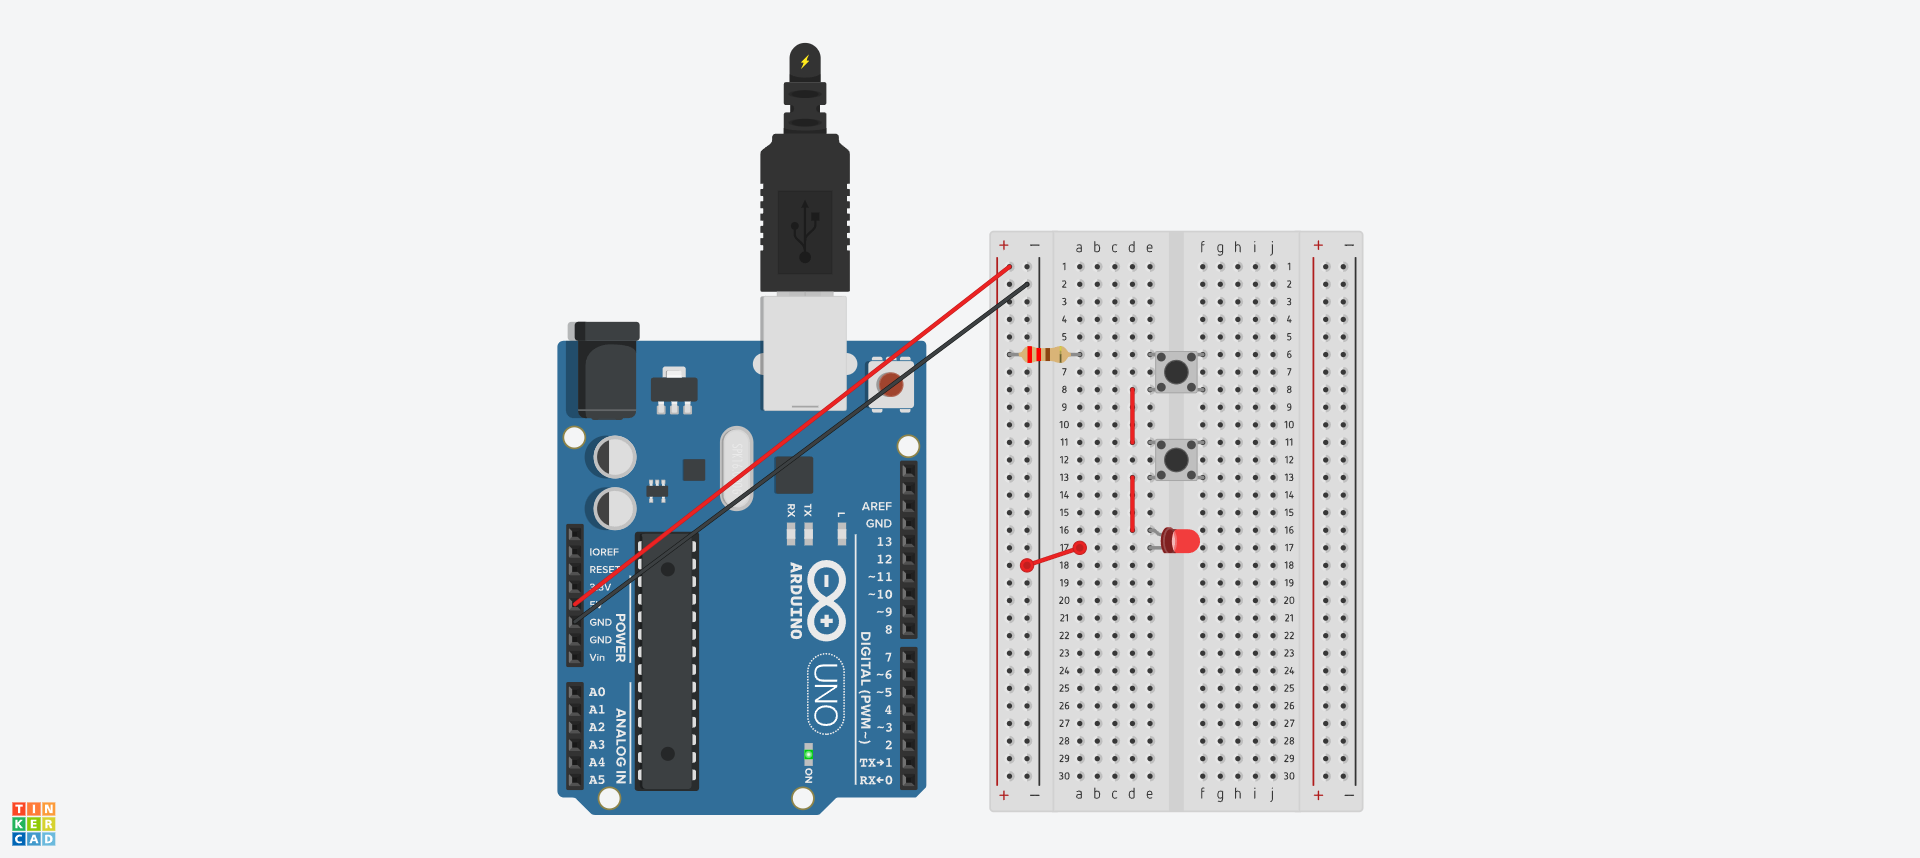 + − a b c d e f g h i j + −
1 1
2 2
3 3
4 4
5 5
6 6
7 7
8 8
9 9
10 10
11 11
12 12
13 13
14 14
15 15
16 16
17 17
18 18
19 19
20 20
21 21
22 22
23 23
24 24
25 25
26 26
27 27
28 28
29 29
30 30
+ − a b c d e f g h i j + −
RX TX L
AREF
GND
13
12
~11
~10
~9
8
7
~6
~5
4
~3
2
TX→1
RX←0
DIGITAL (PWM~)
IOREF
RESET
3.3V
5V
GND
GND
Vin
POWER
A0
A1
A2
A3
A4
A5
ANALOG IN
ARDUINO
UNO
ON
TIN
KER
CAD